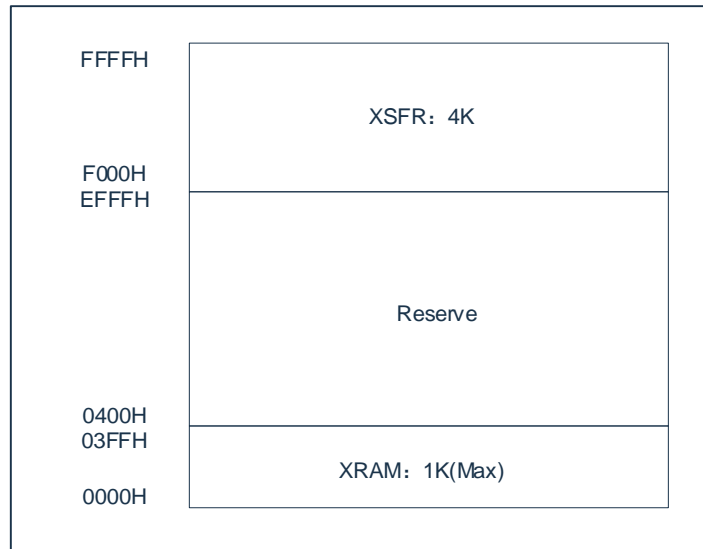 FFFFH
XSFR：4K
F000H
EFFFH
Reserve
0400H
03FFH
XRAM：1K(Max)
0000H